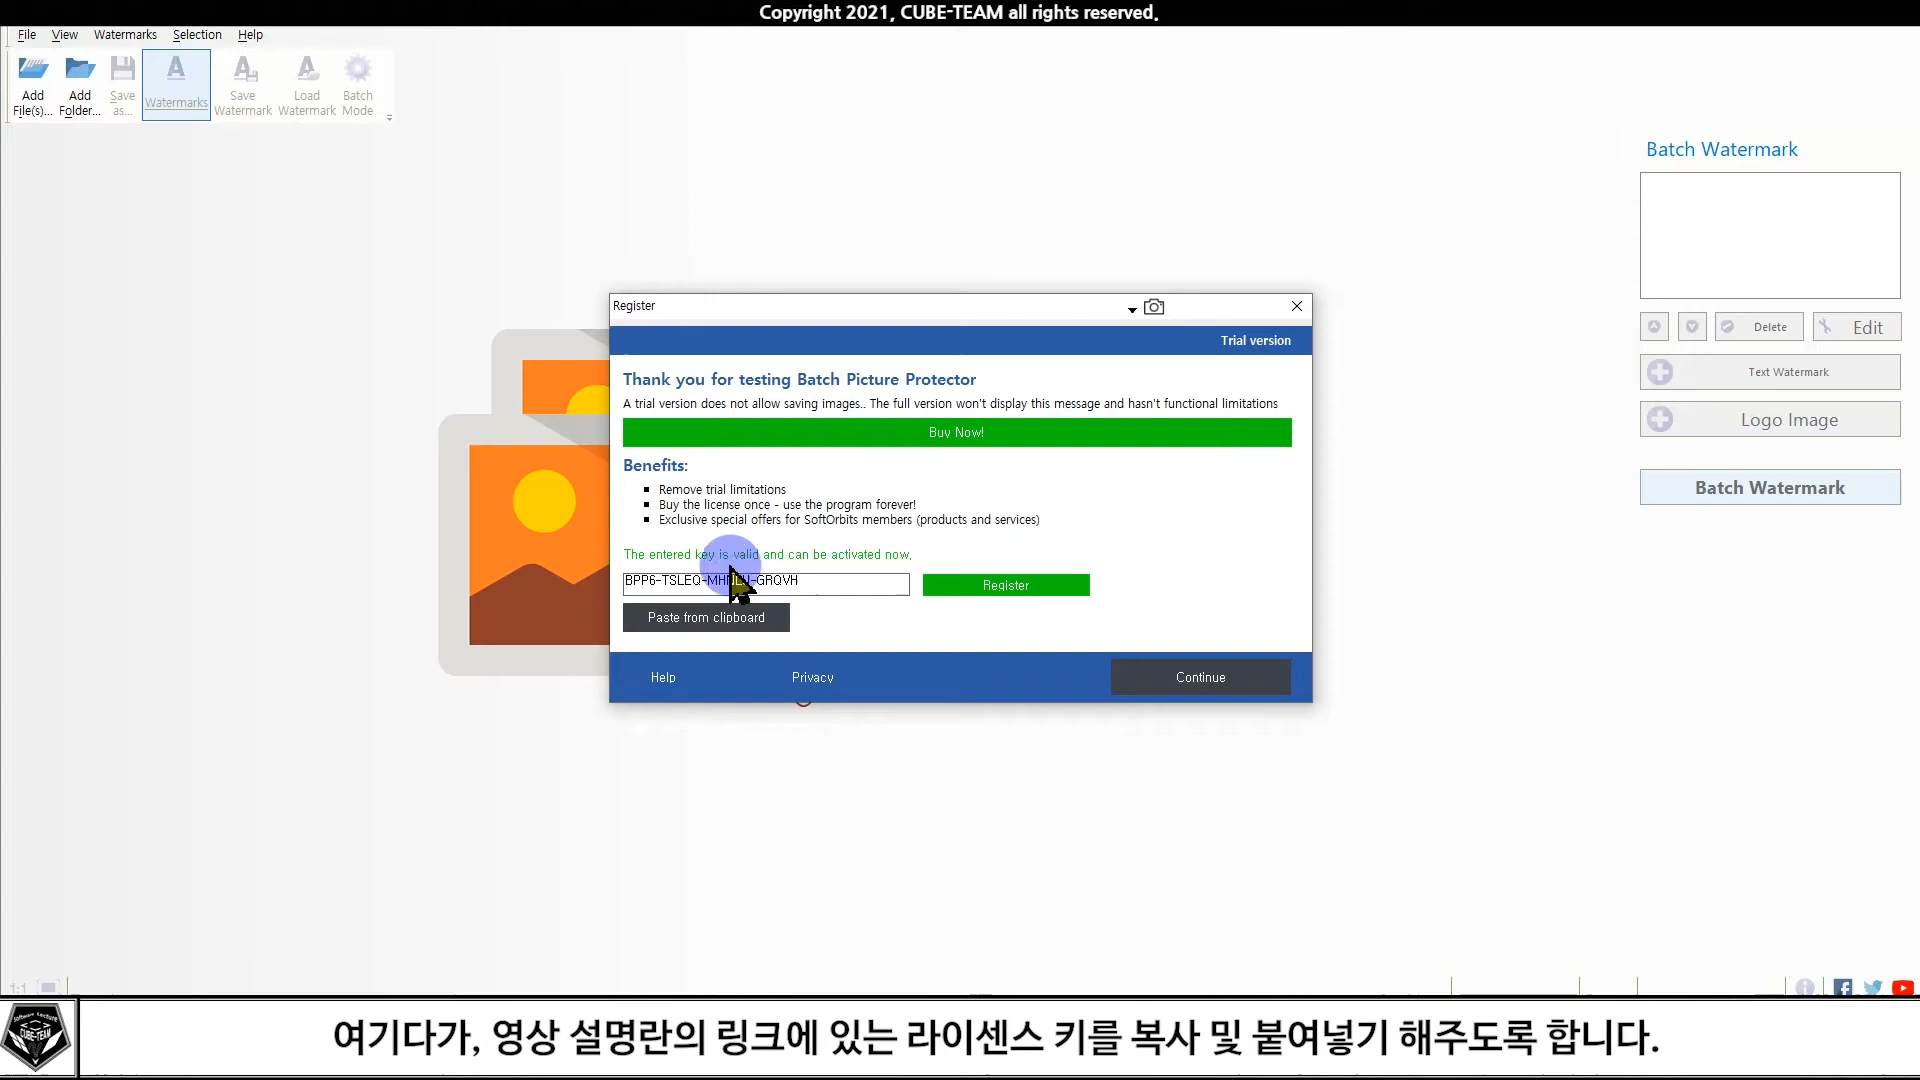 Copyright 2021, CUBE-TEAM all rights reserved.
File View Watermarks Selection Help
Add File(s)...
Add Folder...
Save as...
Watermarks
Save Watermark
Load Watermark
Batch Mode
Batch Watermark
Delete
Edit
Text Watermark
Logo Image
Batch Watermark
Register
Trial version
Thank you for testing Batch Picture Protector
A trial version does not allow saving images.. The full version won't display this message and hasn't functional limitations
Buy Now!
Benefits:
Remove trial limitations
Buy the license once - use the program forever!
Exclusive special offers for SoftOrbits members (products and services)
The entered key is valid and can be activated now.
Register
Paste from clipboard
Help
Privacy
Continue
1:1
CUBE-TEAM
여기다가, 영상 설명란의 링크에 있는 라이센스 키를 복사 및 붙여넣기 해주도록 합니다.